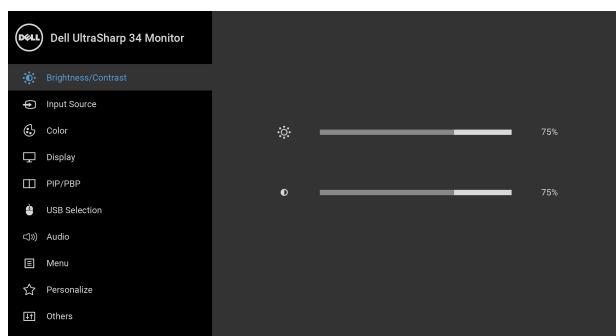 DELL Dell UltraSharp 34 Monitor
Brightness/Contrast
Input Source
Color
75%
Display
PIP/PBP
75%
USB Selection
Audio
Menu
Personalize
Others